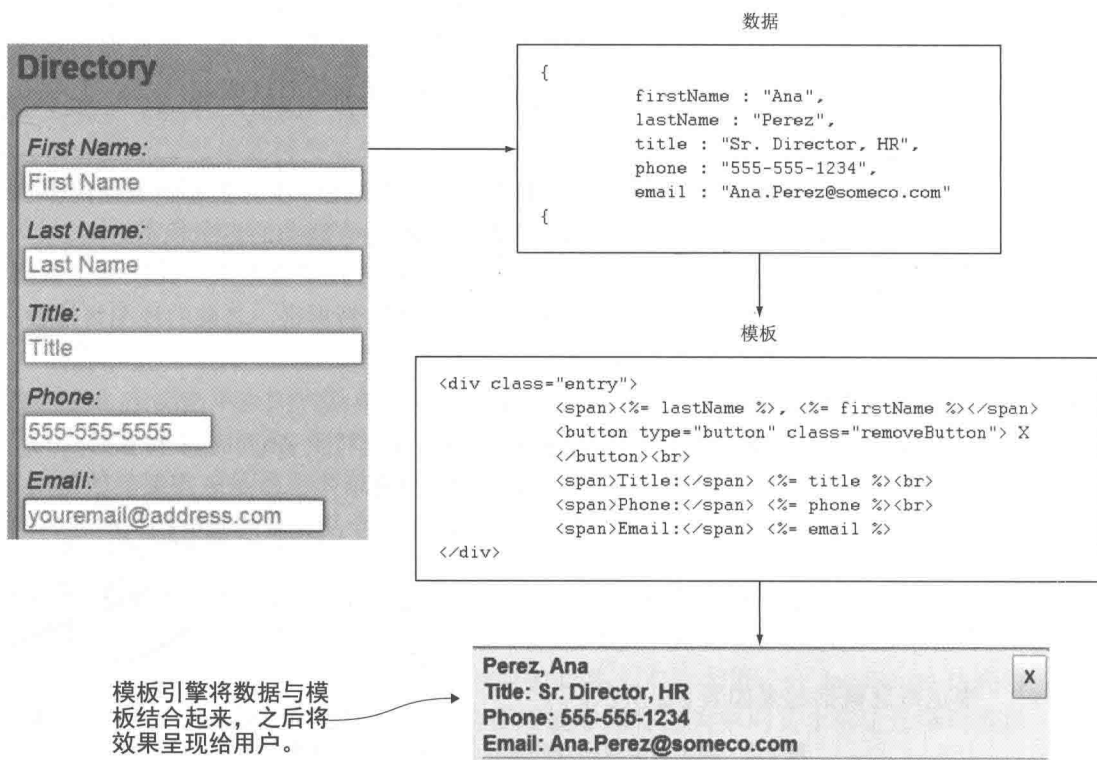 Directory
First Name:
First Name
Last Name:
Last Name
Title:
Title
Phone:
555-555-5555
Email:
youremail@address.com
数据
{
firstName : "Ana",
lastName : "Perez",
title : "Sr. Director, HR",
phone : "555-555-1234",
email : "Ana.Perez@someco.com"
{
模板
<div class="entry">
<span><%= lastName %>, <%= firstName %></span>
<button type="button" class="removeButton"> X
</button><br>
<span>Title:</span> <%= title %><br>
<span>Phone:</span> <%= phone %><br>
<span>Email:</span> <%= email %>
</div>
模板引擎将数据与模
板结合起来，之后将
效果呈现给用户。
Perez, Ana
X
Title: Sr. Director, HR
Phone: 555-555-1234
Email: Ana.Perez@someco.com